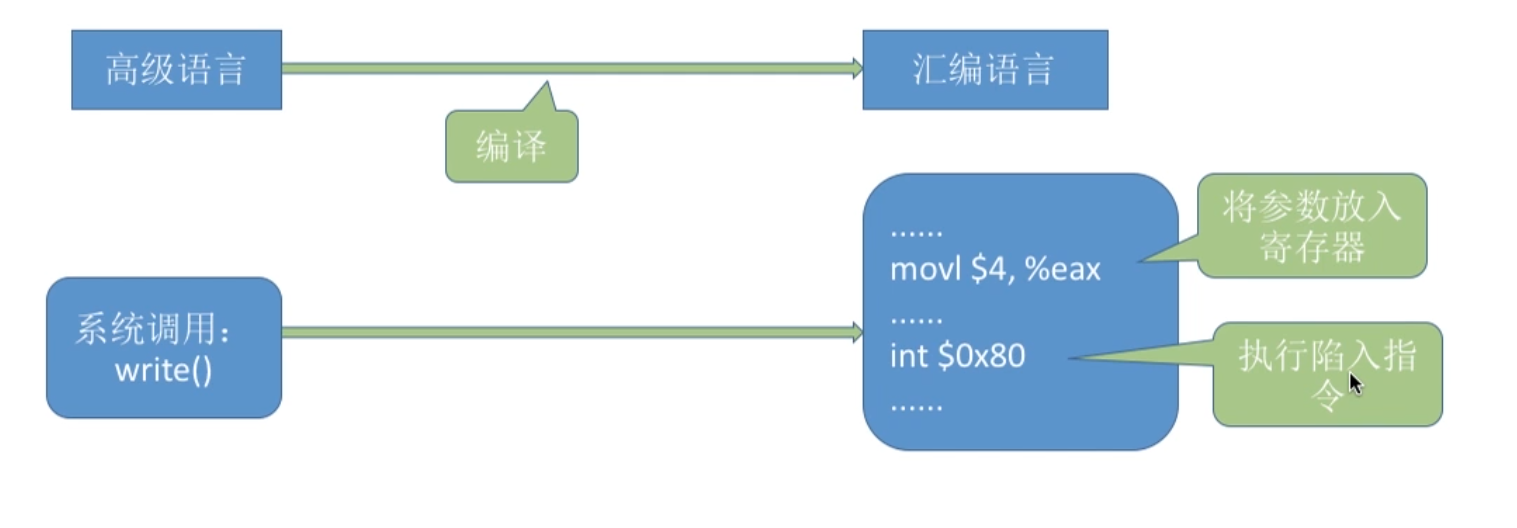 高级语言
汇编语言
编译
系统调用：
write()
......
movl $4, %eax
......
int $0x80
......
将参数放入
寄存器
执行陷入指
令